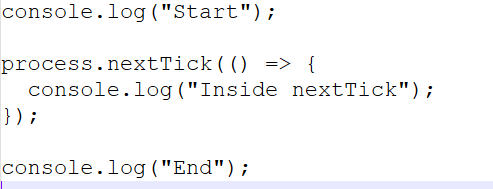 console.log("Start");
process.nextTick(() => {
  console.log("Inside nextTick");
});
console.log("End");